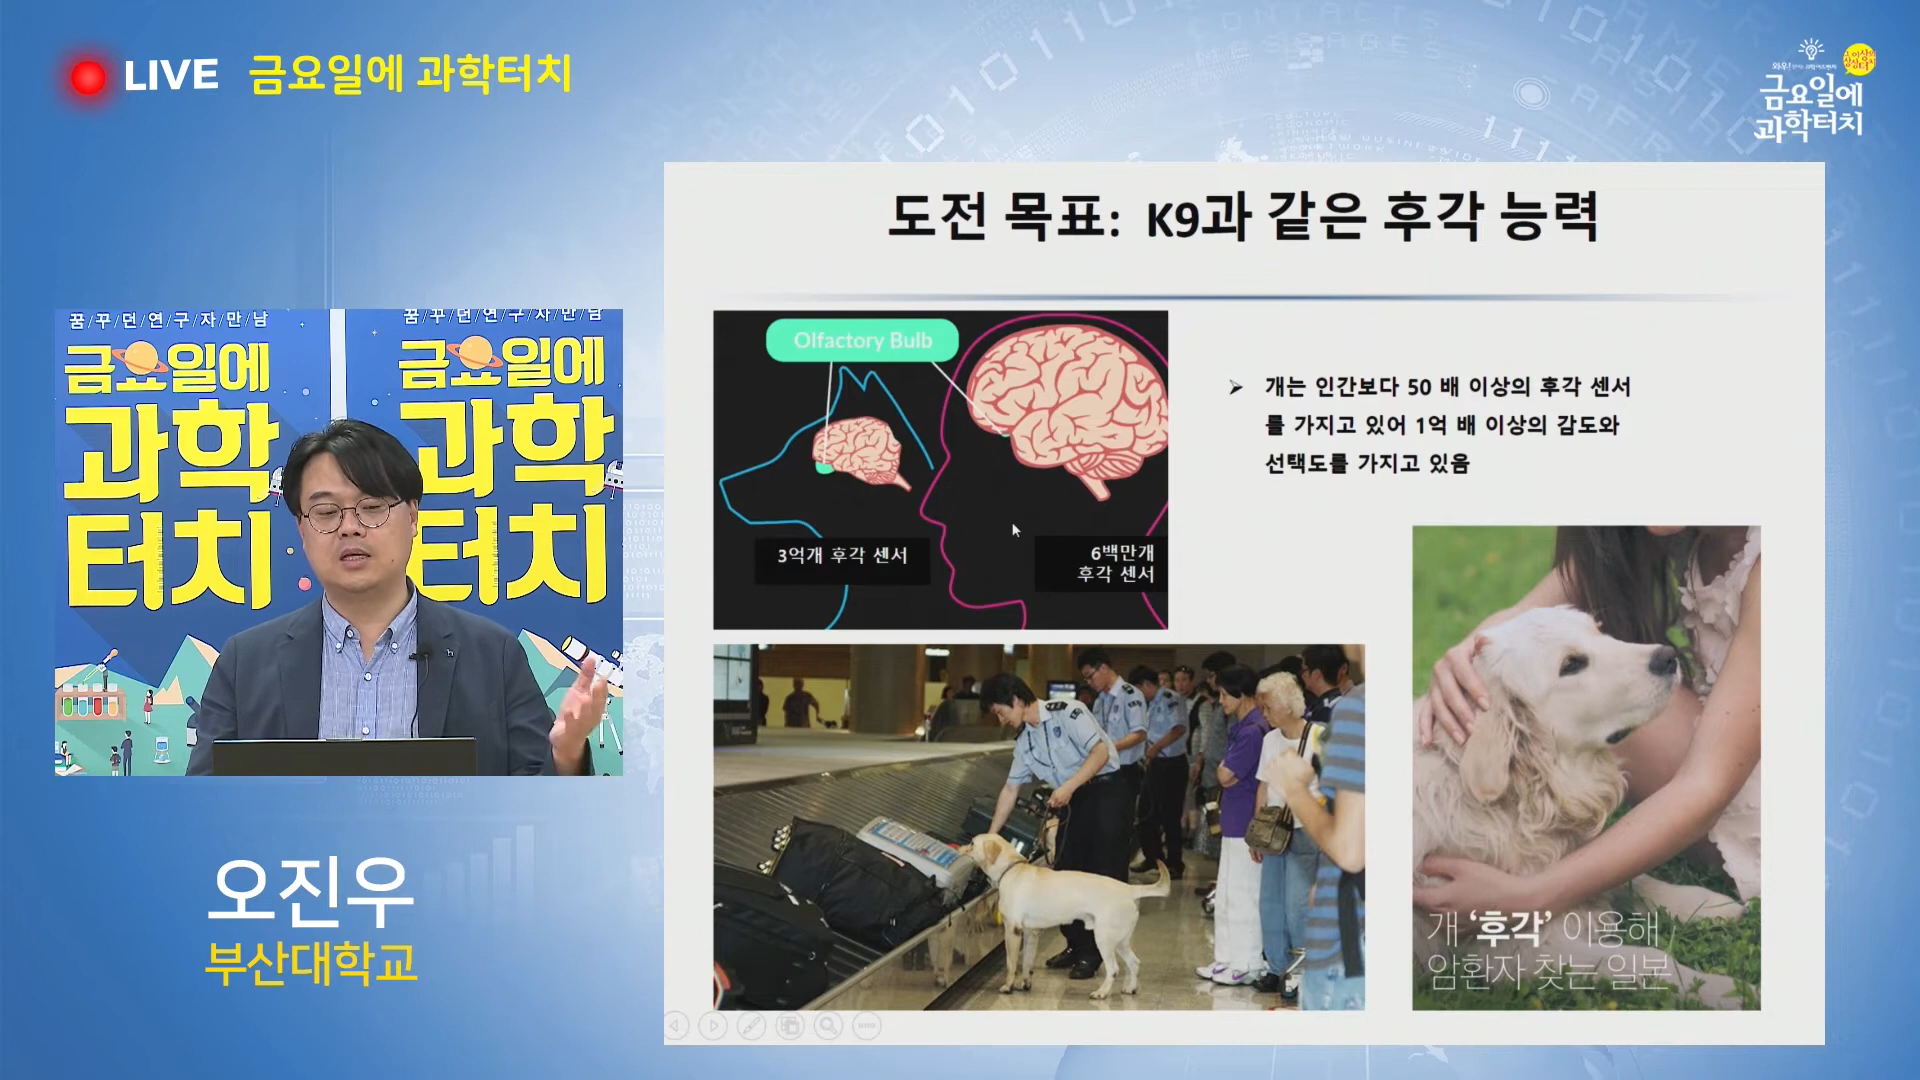 LIVE 금요일에 과학터치
와우!
금요일에
과학터치
도전 목표: K9과 같은 후각 능력
꿈/꾸/던/연/구/자/만/남
금요일에
과학
터치
꿈/꾸/던/연/구/자/만/남
금요일에
과학
터치
Olfactory Bulb
3억개 후각 센서
6백만개
후각 센서
➢ 개는 인간보다 50 배 이상의 후각 센서
를 가지고 있어 1억 배 이상의 감도와
선택도를 가지고 있음
개 ‘후각’ 이용해
암환자 찾는 일본
오진우
부산대학교